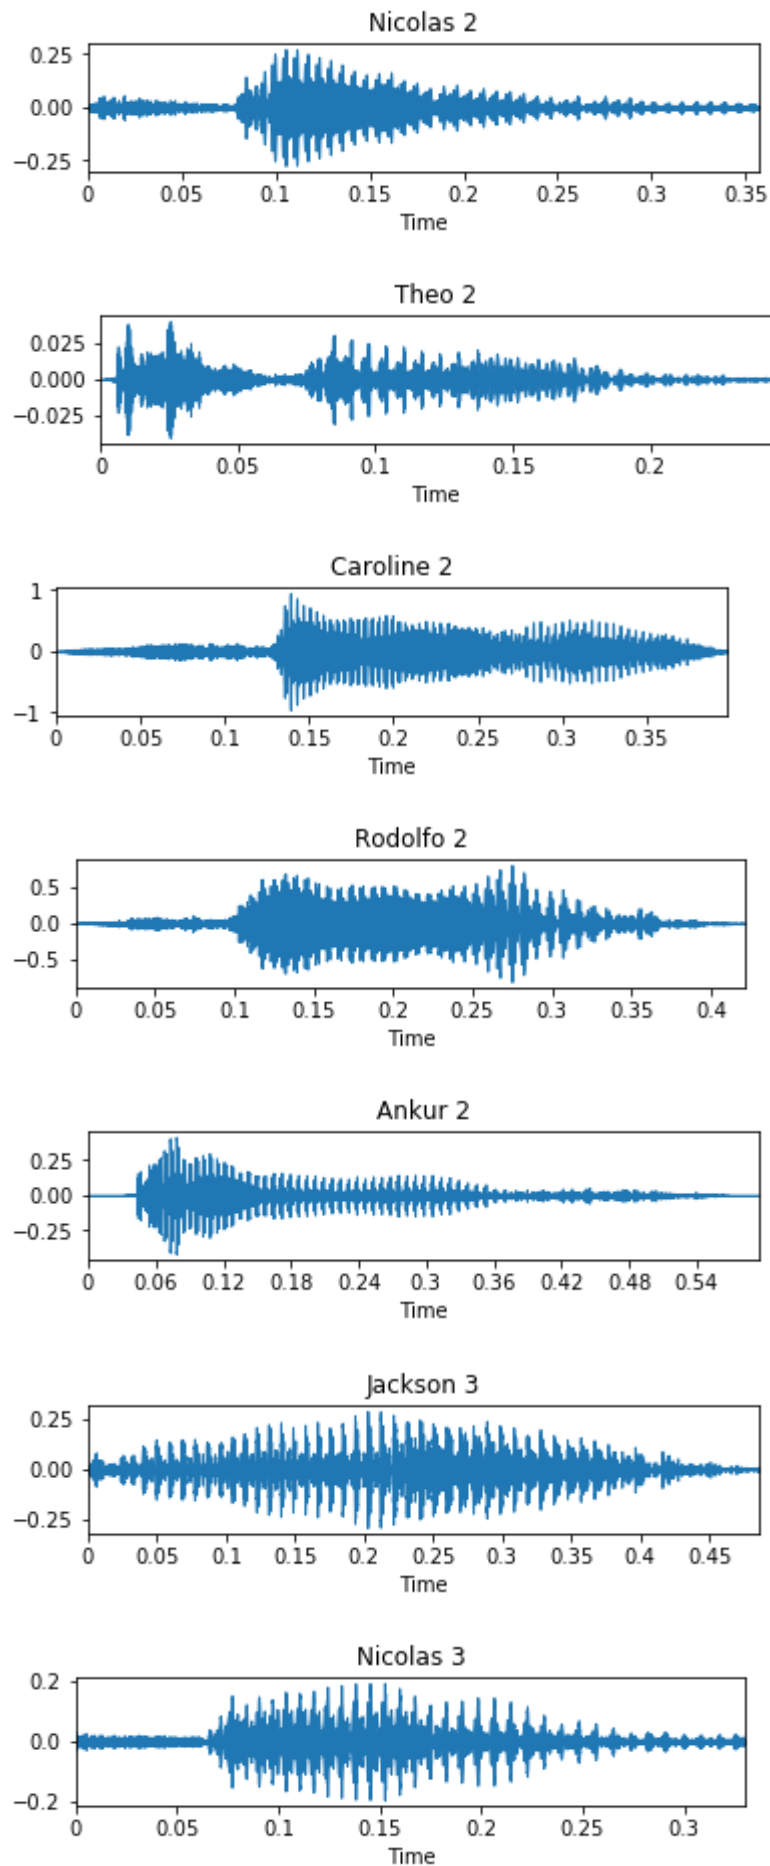 Nicolas 2
0.25
0.00
−0.25
0 0.05 0.1 0.15 0.2 0.25 0.3 0.35
Time
Theo 2
0.025
0.000
−0.025
0 0.05 0.1 0.15 0.2
Time
Caroline 2
1
0
−1
0 0.05 0.1 0.15 0.2 0.25 0.3 0.35
Time
Rodolfo 2
0.5
0.0
−0.5
0 0.05 0.1 0.15 0.2 0.25 0.3 0.35 0.4
Time
Ankur 2
0.25
0.00
−0.25
0 0.06 0.12 0.18 0.24 0.3 0.36 0.42 0.48 0.54
Time
Jackson 3
0.25
0.00
−0.25
0 0.05 0.1 0.15 0.2 0.25 0.3 0.35 0.4 0.45
Time
Nicolas 3
0.2
0.0
−0.2
0 0.05 0.1 0.15 0.2 0.25 0.3
Time